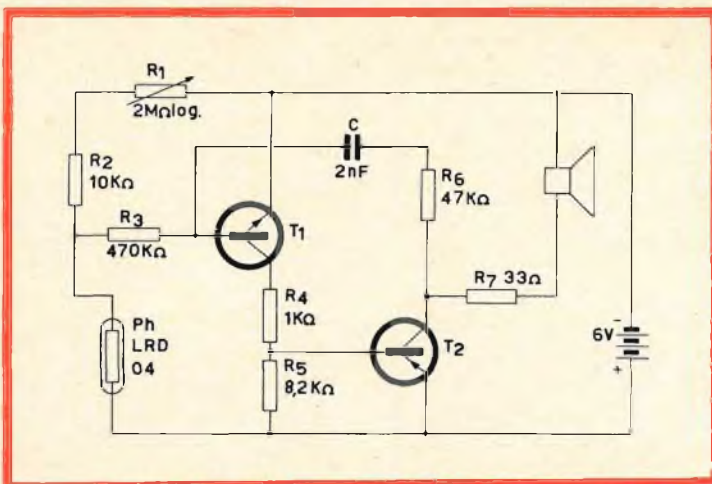 R1
2MΩlog.
C
2nF
R2
10KΩ
R6
47KΩ
R3
470KΩ
T1
R7 33Ω
R4
1KΩ
Ph
LRD
04
T2
6V
-
+
R5
8,2KΩ